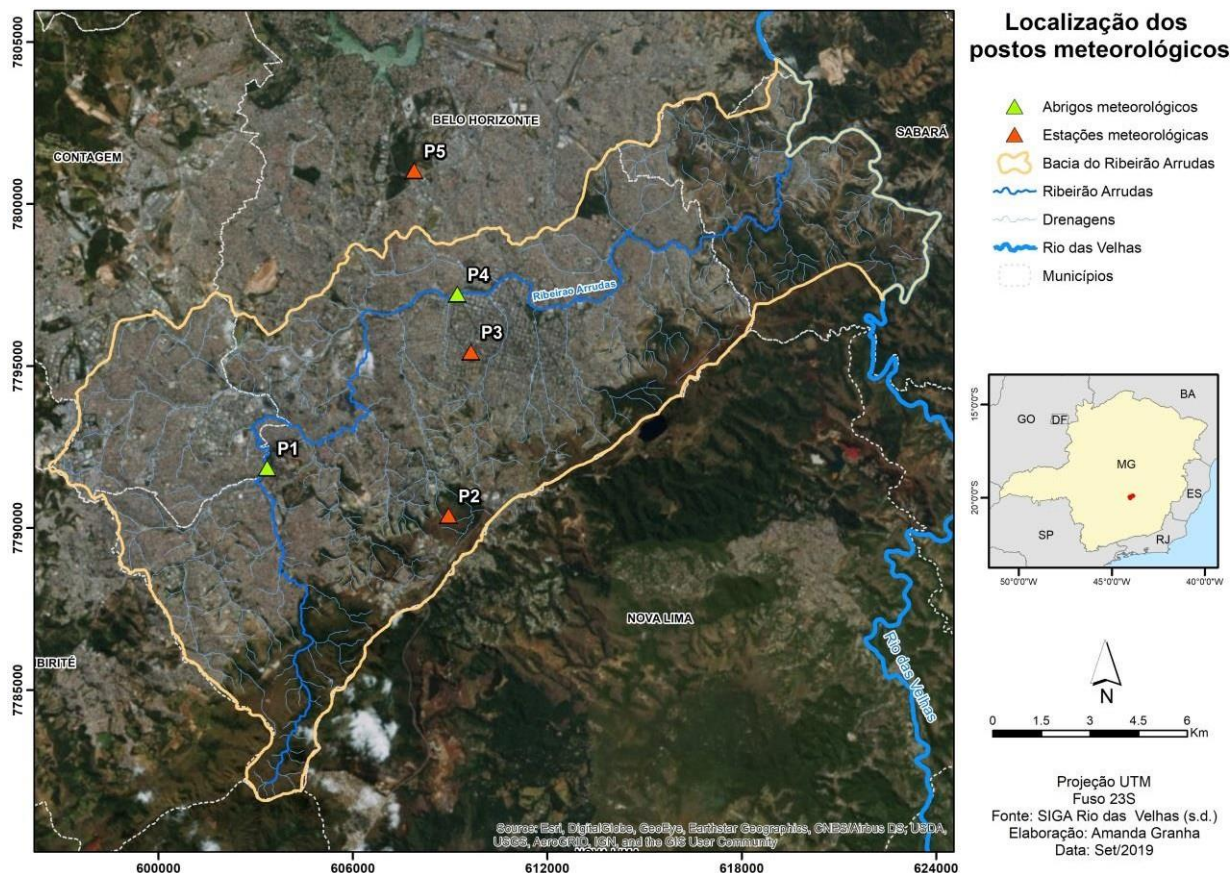 Localização dos
postos meteorológicos
Abrigos meteorológicos
Estações meteorológicas
Bacia do Ribeirão Arrudas
Ribeirão Arrudas
Drenagens
Rio das Velhas
Municípios
7805000
7800000
7795000
7790000
7785000
BELO HORIZONTE
SABARÁ
CONTAGEM
P5
P4
Ribeirao Arrudas
P3
P1
P2
NOVA LIMA
IBIRITÉ
Rio das Velhas
Source: Esri, DigitalGlobe, GeoEye, Earthstar Geographics, CNES/Airbus DS, USDA,
USGS, AeroGRID, IGN, and the GIS User Community
NOVA LIMA
600000
606000
612000
618000
624000
15°0'0"S
20°0'0"S
GO
DF
BA
MG
ES
SP
RJ
50°0'0"W
45°0'0"W
40°0'0"W
N
0 1.5 3 4.5 6
Km
Projeção UTM
Fuso 23S
Fonte: SIGA Rio das Velhas (s.d.)
Elaboração: Amanda Granha
Data: Set/2019